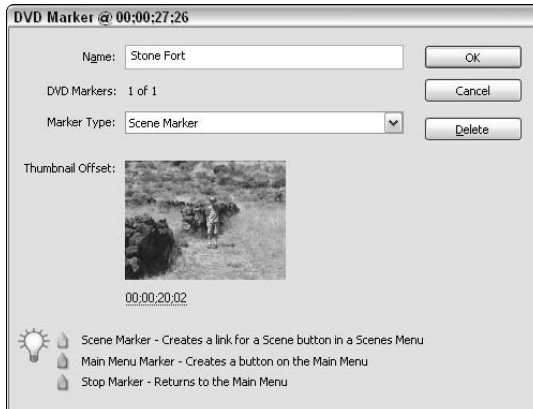 DVD Marker @ 00;00;27;26
Name: Stone Fort OK
DVD Markers: 1 of 1 Cancel
Marker Type: Scene Marker Delete
Thumbnail Offset:
00;00;20;02
Scene Marker - Creates a link for a Scene button in a Scenes Menu
Main Menu Marker - Creates a button on the Main Menu
Stop Marker - Returns to the Main Menu